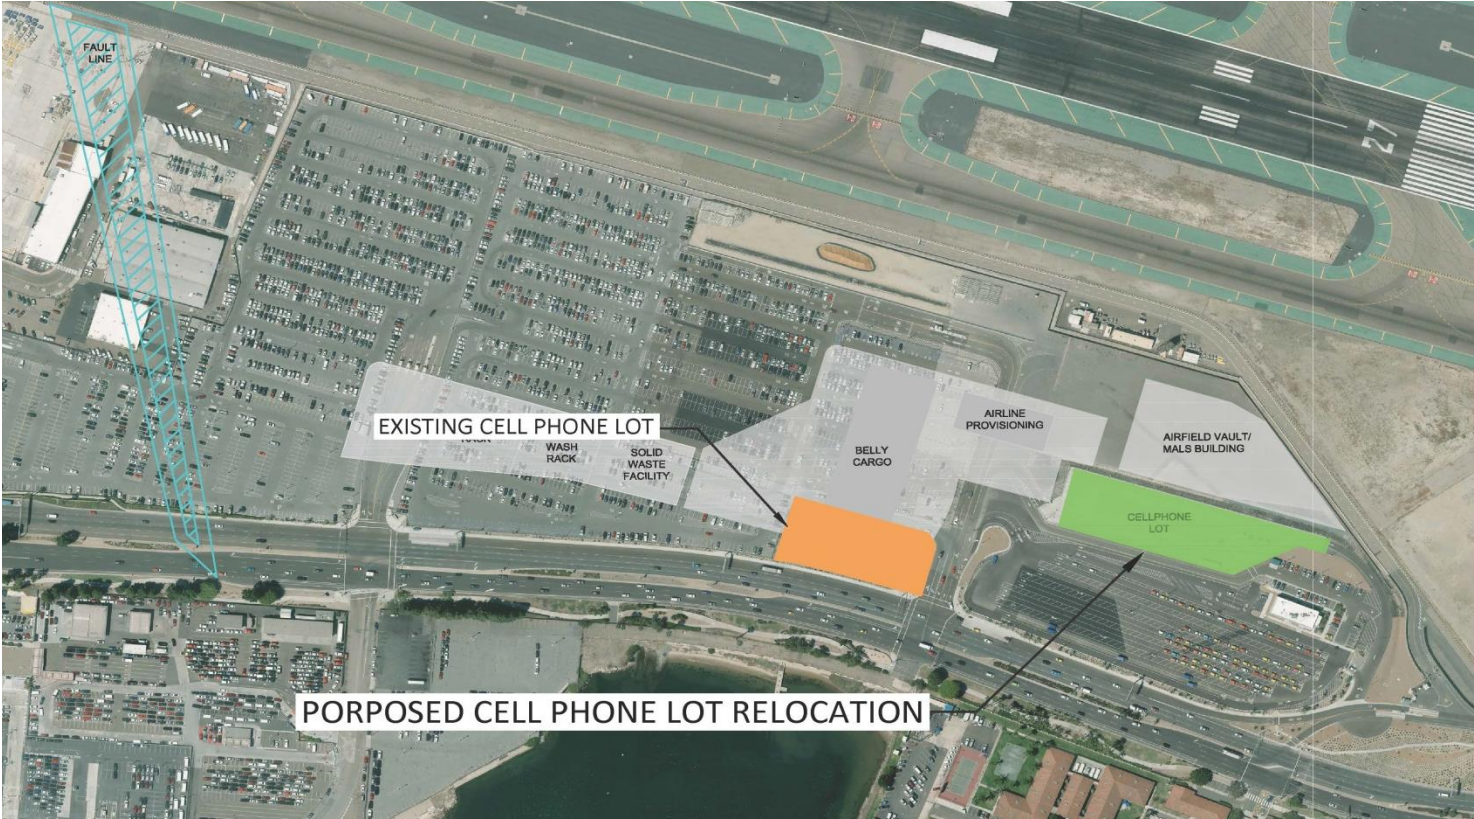 FAULT
LINE
27
EXISTING CELL PHONE LOT
WASH
RACK
SOLID
WASTE
FACILITY
BELLY
CARGO
AIRLINE
PROVISIONING
AIRFIELD VAULT/
MALS BUILDING
CELLPHONE
LOT
PORPOSED CELL PHONE LOT RELOCATION